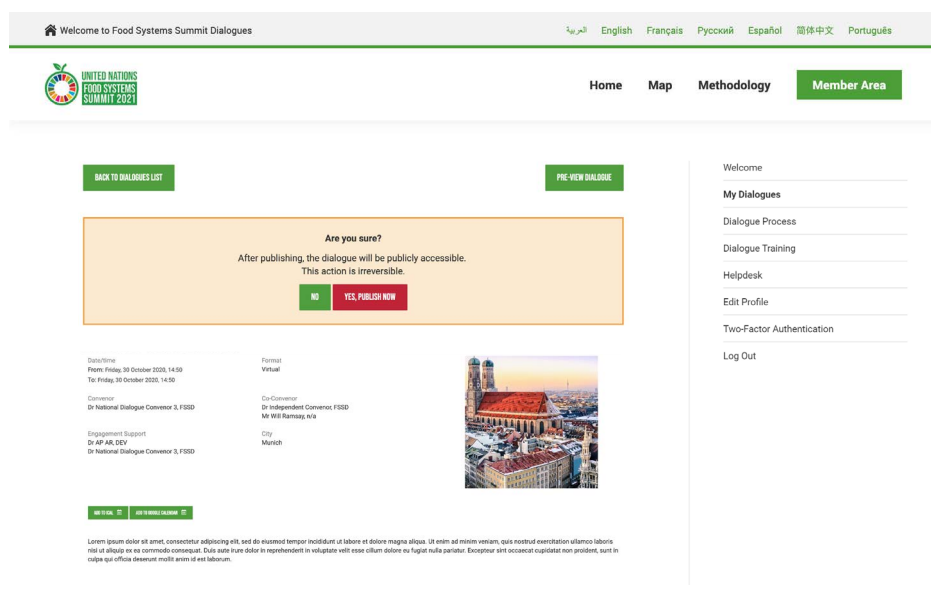 Welcome to Food Systems Summit Dialogues
العربية English Français Русский Español 简体中文 Português
UNITED NATIONS
FOOD SYSTEMS
SUMMIT 2021
Home Map Methodology Member Area
BACK TO DIALOGUES LIST
PRE-VIEW DIALOGUE
Are you sure?
After publishing, the dialogue will be publicly accessible.
This action is irreversible.
NO YES, PUBLISH NOW
Date/time
From: Friday, 30 October 2020, 14:50
To: Friday, 30 October 2020, 14:50
Format
Virtual
Convenor
Dr National Dialogue Convenor 3, FSSD
Co-Convenor
Dr Independent Convenor, FSSD
Mr Will Ramsay, n/a
Engagement Support
Dr AP AR, DEV
Dr National Dialogue Convenor 3, FSSD
City
Munich
ADD TO ICAL ADD TO GOOGLE CALENDAR
Lorem ipsum dolor sit amet, consectetur adipiscing elit, sed do eiusmod tempor incididunt ut labore et dolore magna aliqua. Ut enim ad minim veniam, quis nostrud exercitation ullamco laboris
nisi ut aliquip ex ea commodo consequat. Duis aute irure dolor in reprehenderit in voluptate velit esse cillum dolore eu fugiat nulla pariatur. Excepteur sint occaecat cupidatat non proident, sunt in
culpa qui officia deserunt mollit anim id est laborum.
Welcome
My Dialogues
Dialogue Process
Dialogue Training
Helpdesk
Edit Profile
Two-Factor Authentication
Log Out